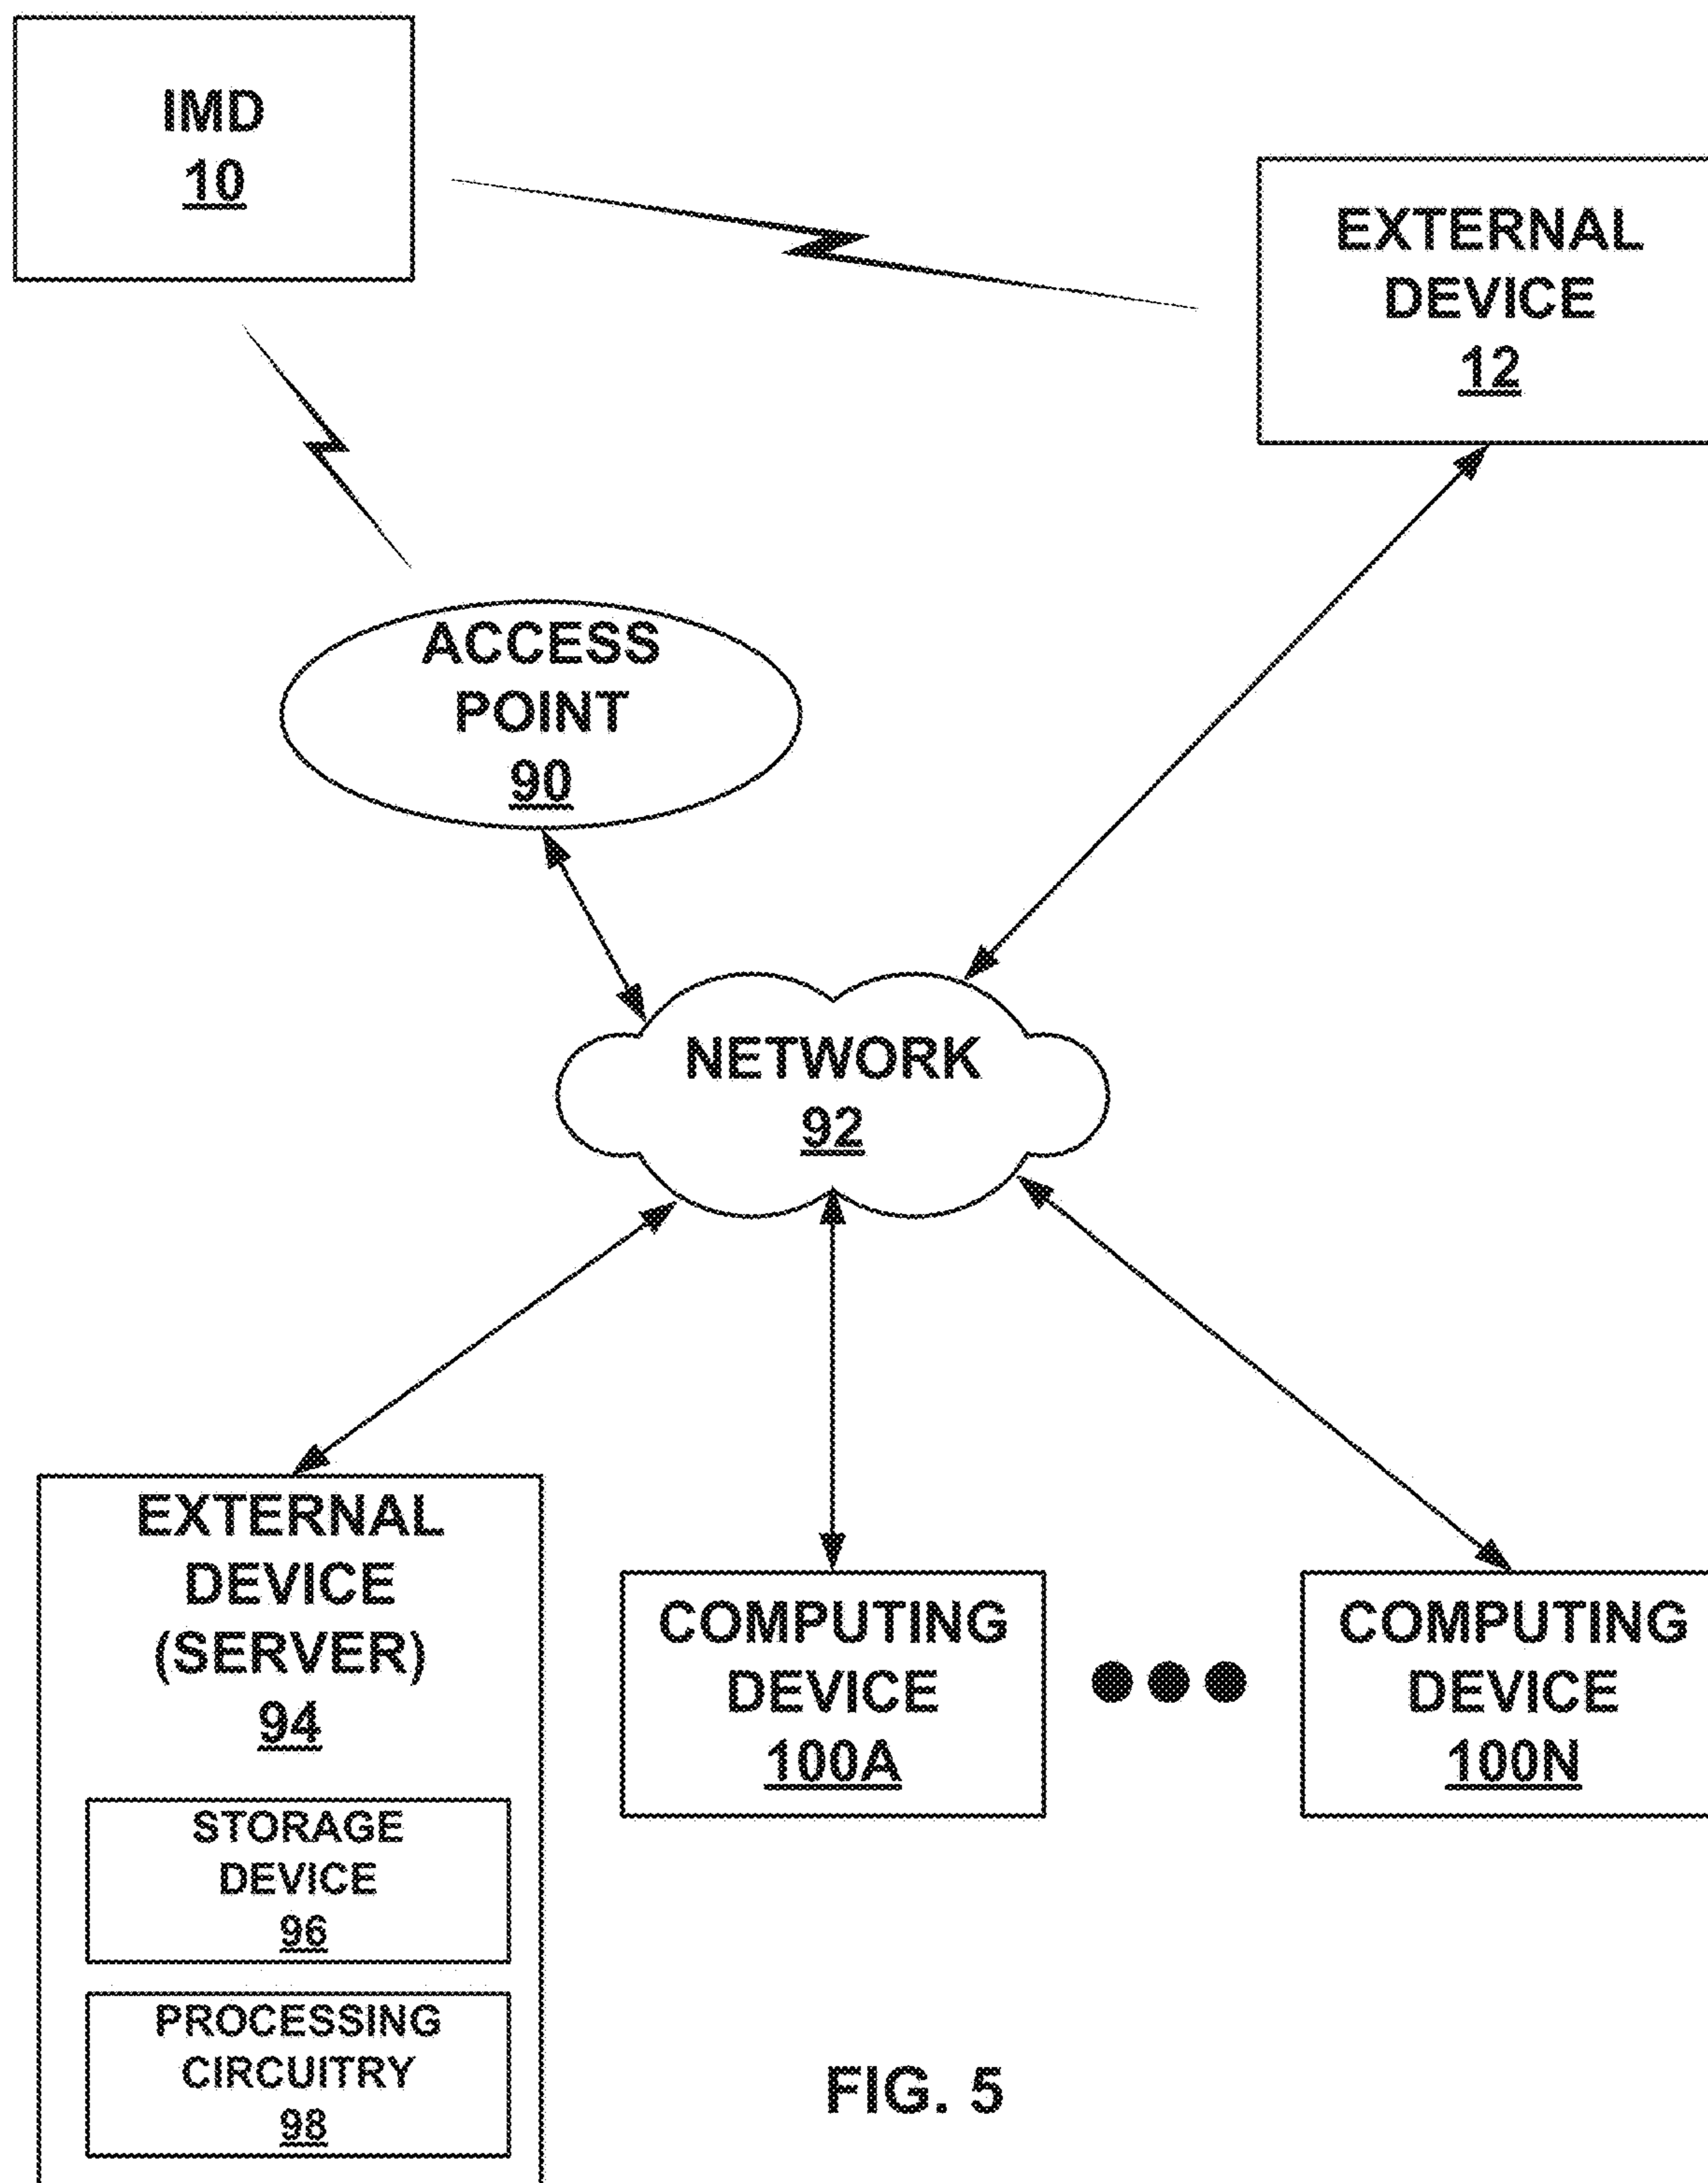 IMD
10
EXTERNAL
DEVICE
12
ACCESS
POINT
90
NETWORK
92
EXTERNAL
DEVICE
(SERVER)
94
STORAGE
DEVICE
96
PROCESSING
CIRCUITRY
98
COMPUTING
DEVICE
100A
COMPUTING
DEVICE
100N
FIG. 5